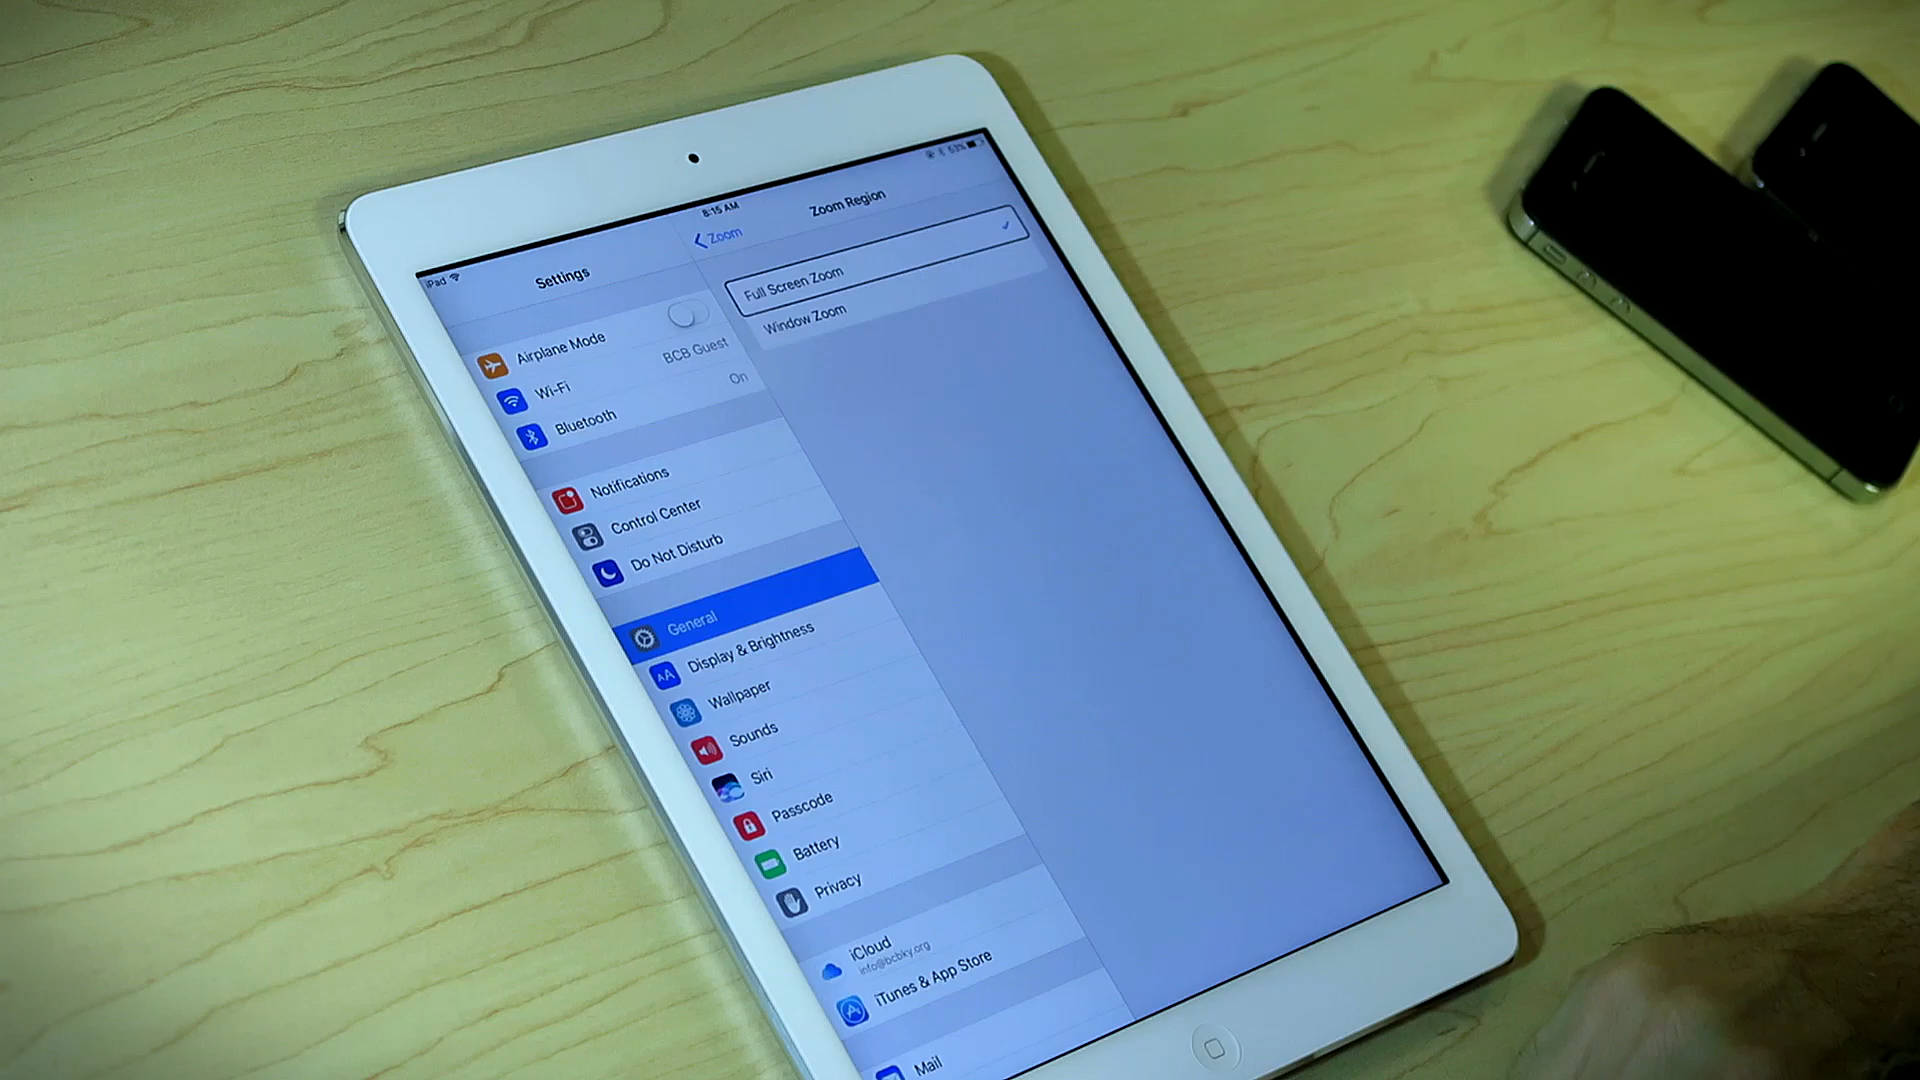 iPad
8:15 AM
53%
Settings
Zoom
Zoom Region
Airplane Mode
Wi-Fi
BCB Guest
Bluetooth
On
Notifications
Control Center
Do Not Disturb
General
AA
Display & Brightness
Wallpaper
Sounds
Siri
Passcode
Battery
Privacy
iCloud
info@bcbky.org
iTunes & App Store
Mail
Full Screen Zoom
Window Zoom